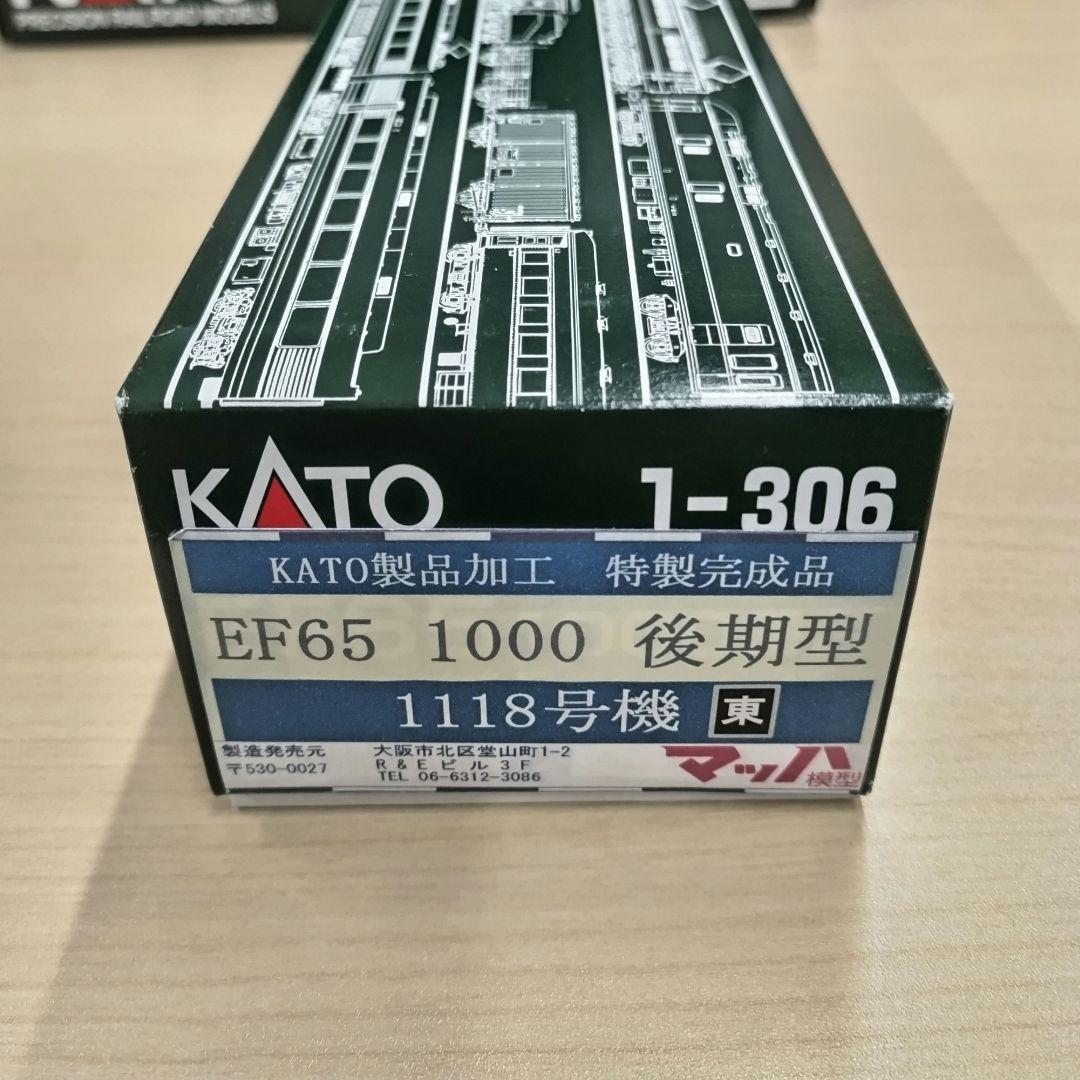 PRECISION RAILROAD MODELS
KATO 1-306
KATO製品加工 特製完成品
EF65 1000 後期型
1118号機 東
製造発売元 大阪市北区堂山町1-2
〒530-0027 R&Eビル3F
TEL 06-6312-3086
マッハ模型